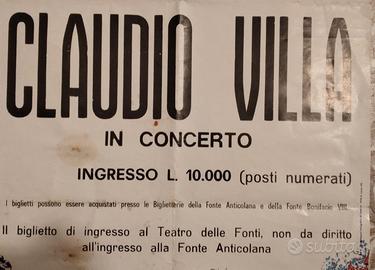 CLAUDIO VILLA
IN CONCERTO
INGRESSO L. 10.000 (posti numerati)
I biglietti possono essere acquistati presso le Biglietterie della Fonte Anticolana e della Fonte Bonifacio VIII.
Il biglietto di ingresso al Teatro delle Fonti, non da diritto
all'ingresso alla Fonte Anticolana
subito